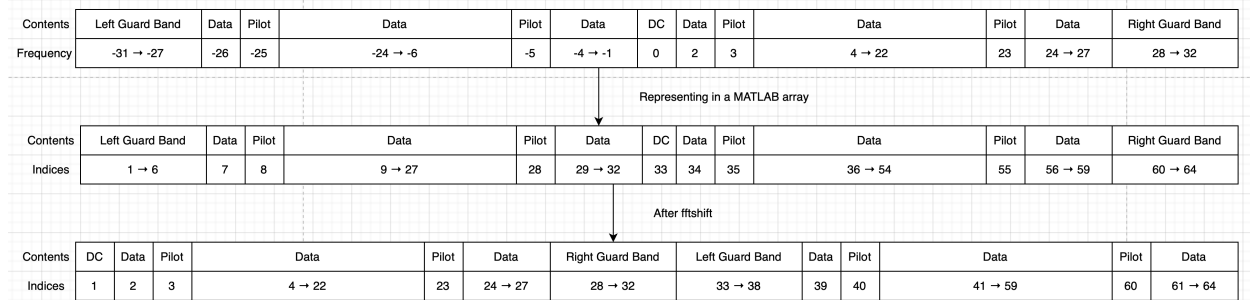 Contents Left Guard Band Data Pilot Data Pilot Data DC Data Pilot Data Pilot Data Right Guard Band
Frequency -31 → -27 -26 -25 -24 → -6 -5 -4 → -1 0 2 3 4 → 22 23 24 → 27 28 → 32
Representing in a MATLAB array
Contents Left Guard Band Data Pilot Data Pilot Data DC Data Pilot Data Pilot Data Right Guard Band
Indices 1 → 6 7 8 9 → 27 28 29 → 32 33 34 35 36 → 54 55 56 → 59 60 → 64
After fftshift
Contents DC Data Pilot Data Pilot Data Right Guard Band Left Guard Band Data Pilot Data Pilot Data
Indices 1 2 3 4 → 22 23 24 → 27 28 → 32 33 → 38 39 40 41 → 59 60 61 → 64